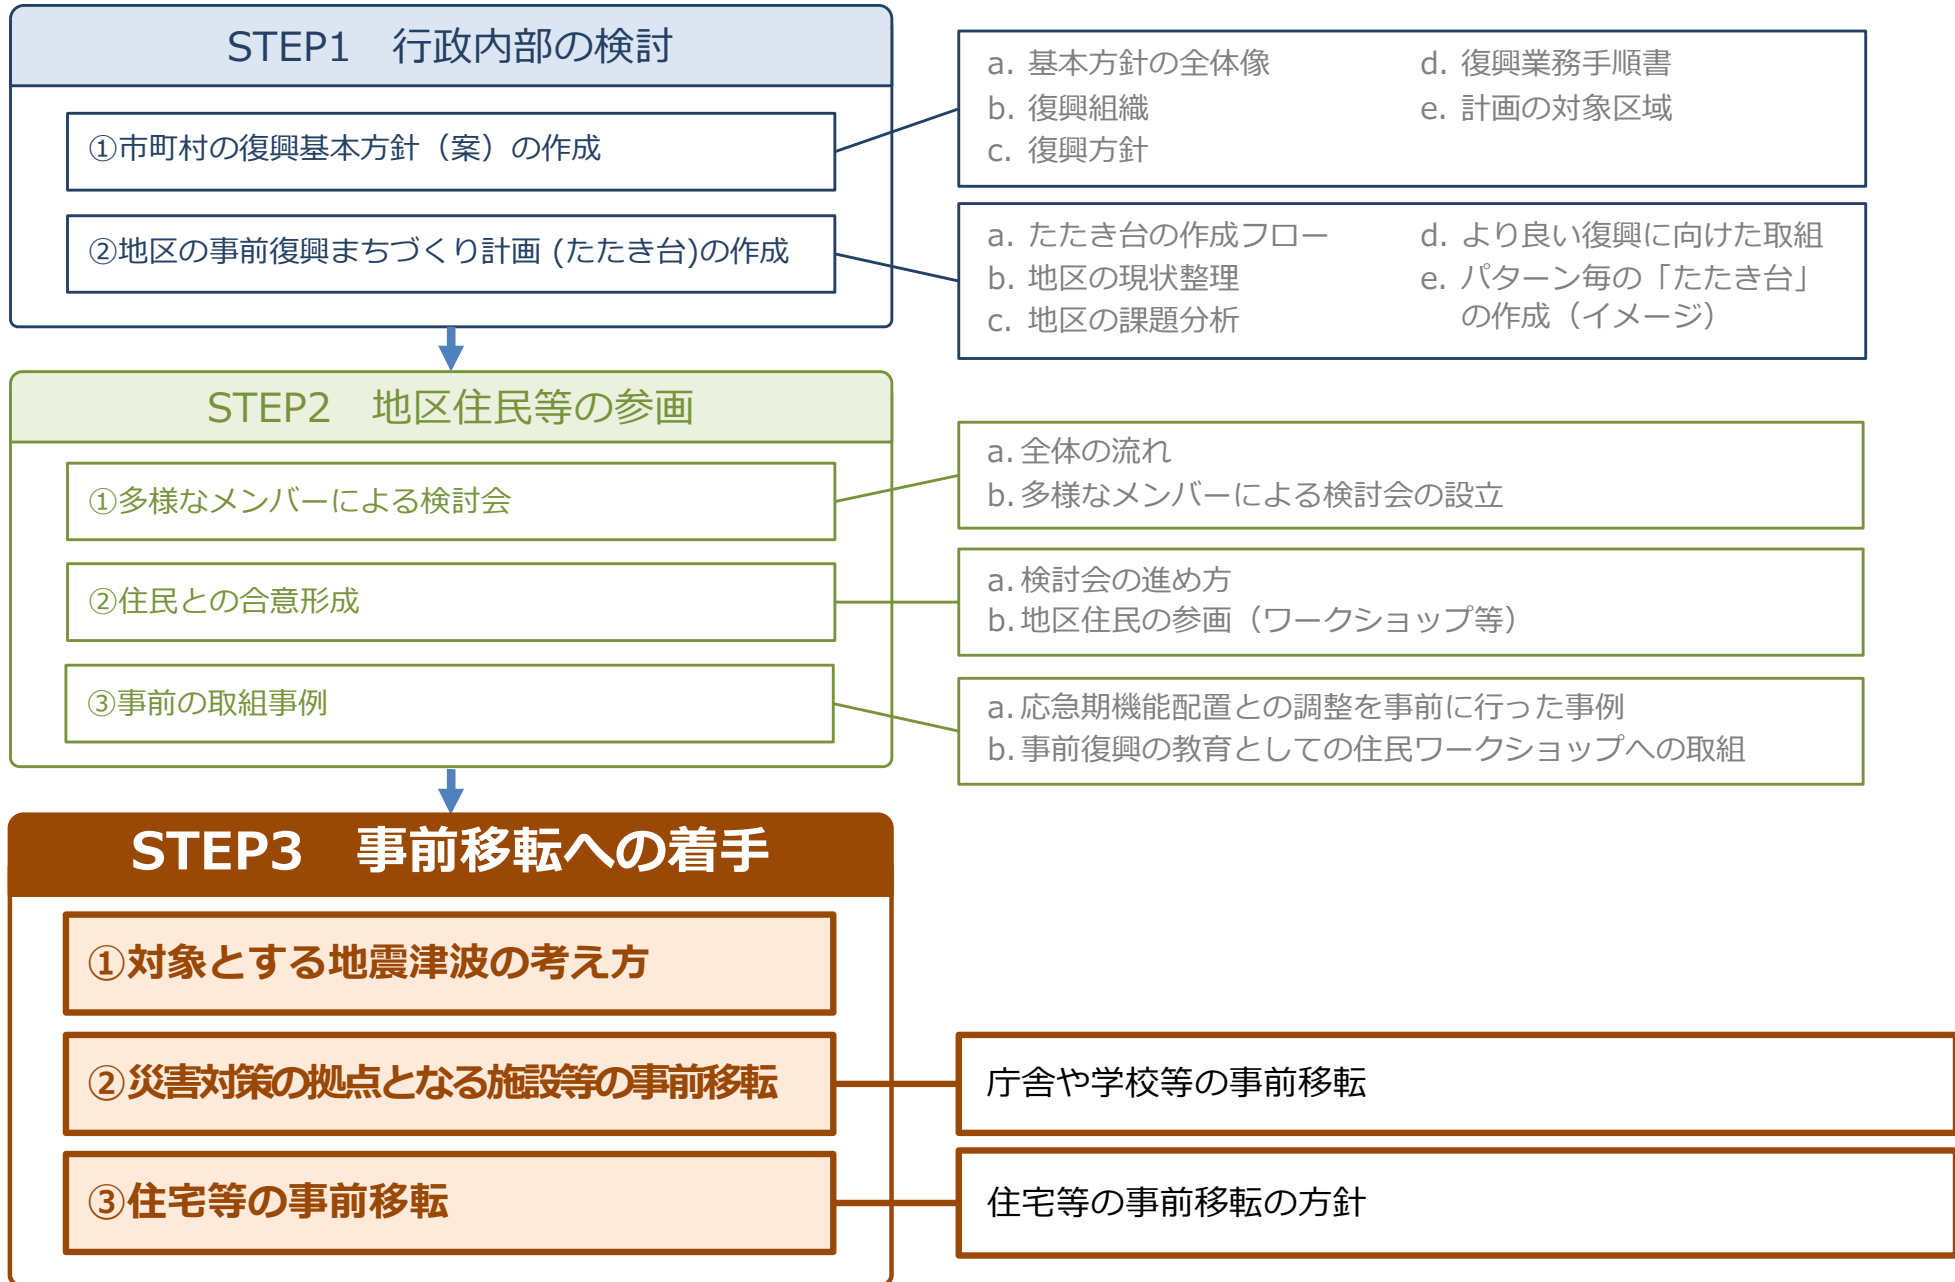 STEP1　行政内部の検討
①市町村の復興基本方針（案）の作成
a. 基本方針の全体像
b. 復興組織
c. 復興方針
d. 復興業務手順書
e. 計画の対象区域
②地区の事前復興まちづくり計画 (たたき台)の作成
a. たたき台の作成フロー
b. 地区の現状整理
c. 地区の課題分析
d. より良い復興に向けた取組
e. パターン毎の「たたき台」
の作成（イメージ）
STEP2　地区住民等の参画
①多様なメンバーによる検討会
a. 全体の流れ
b. 多様なメンバーによる検討会の設立
②住民との合意形成
a. 検討会の進め方
b. 地区住民の参画（ワークショップ等）
③事前の取組事例
a. 応急期機能配置との調整を事前に行った事例
b. 事前復興の教育としての住民ワークショップへの取組
STEP3　事前移転への着手
①対象とする地震津波の考え方
②災害対策の拠点となる施設等の事前移転
庁舎や学校等の事前移転
③住宅等の事前移転
住宅等の事前移転の方針